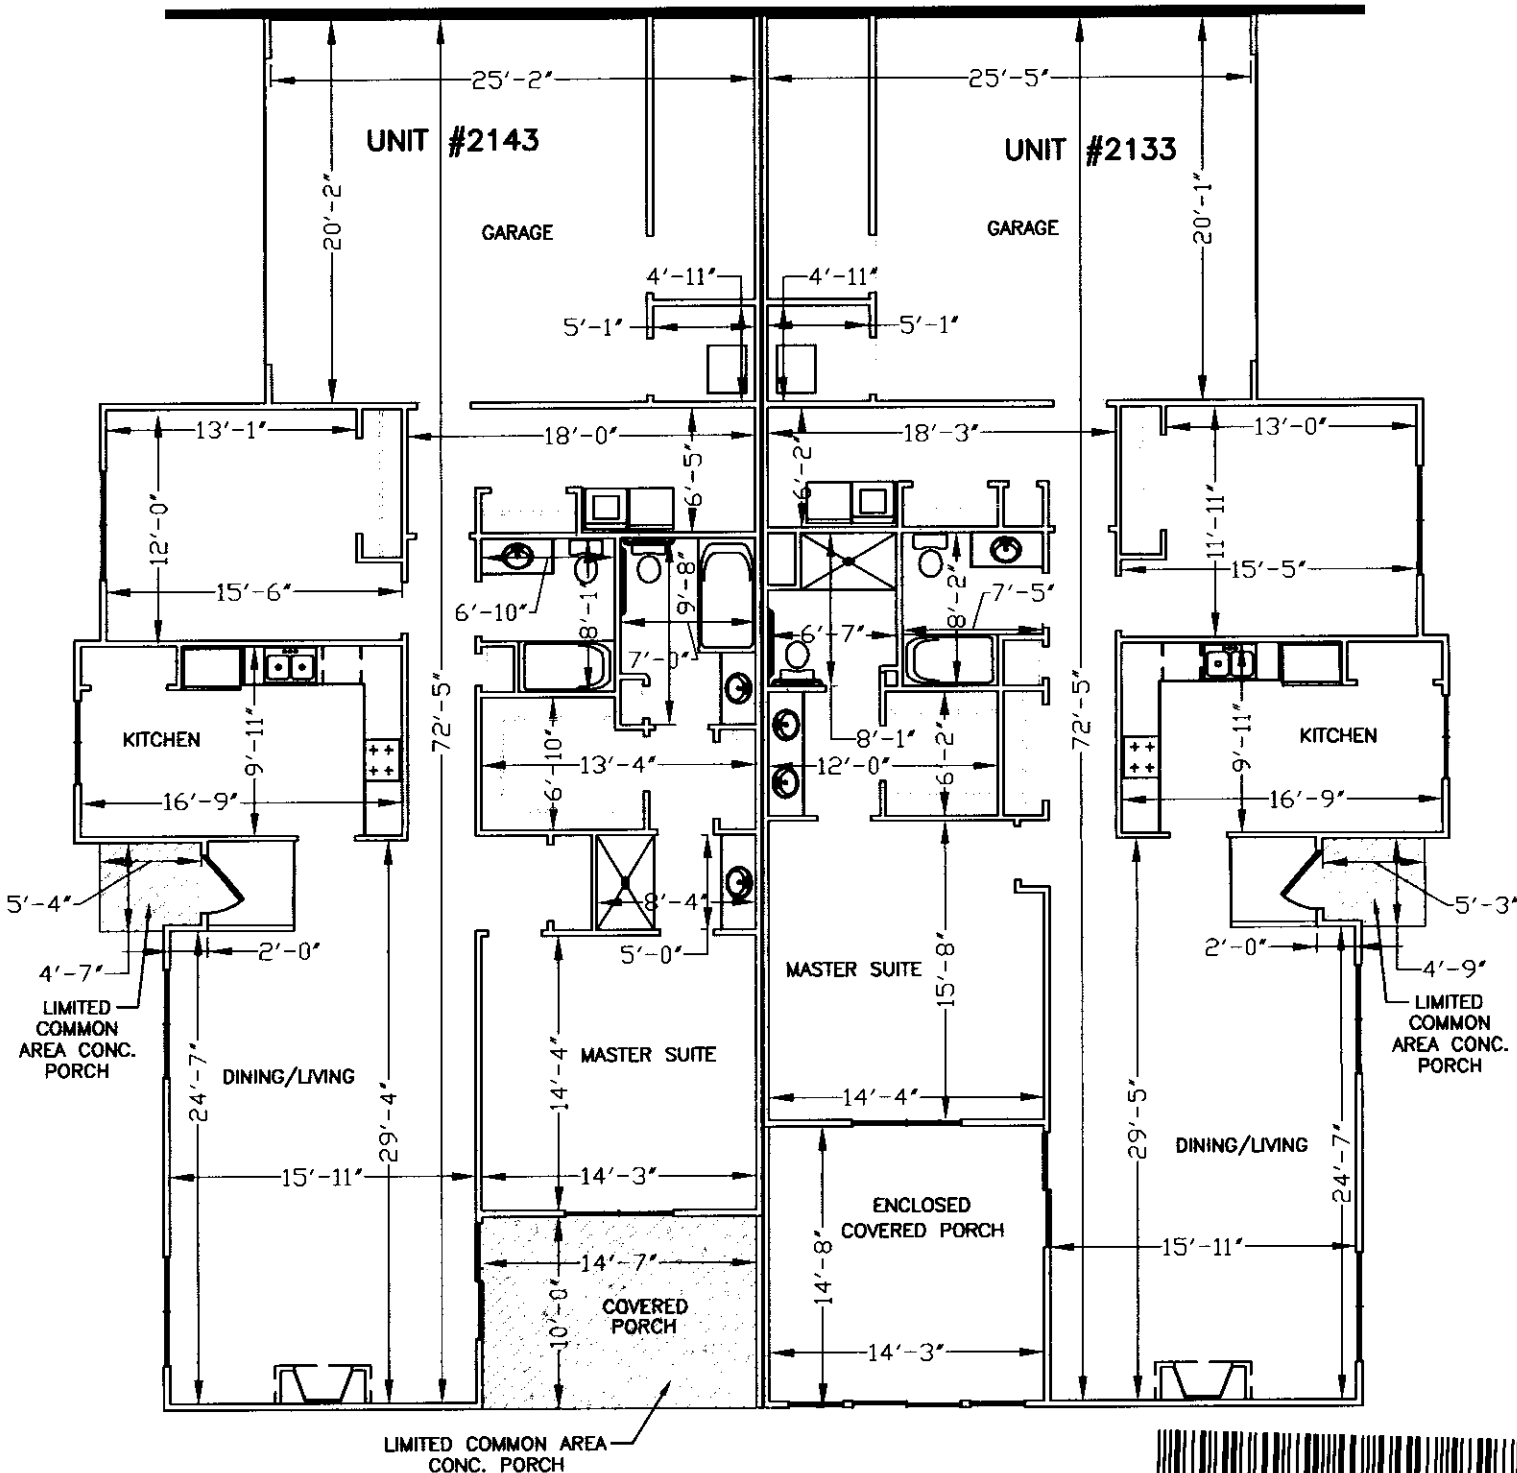 25'-2"
25'-5"
UNIT #2143
UNIT #2133
20'-2"
20'-1"
GARAGE
GARAGE
4'-11"
4'-11"
5'-1"
5'-1"
13'-1"
18'-0"
18'-3"
13'-0"
6'-5"
6'-2"
12'-0"
11'-11"
15'-6"
15'-5"
6'-10"
8'-1"
9'-8"
7'-0"
6'-7"
8'-2"
7'-5"
72'-5"
72'-5"
KITCHEN
KITCHEN
9'-11"
9'-11"
6'-10"
13'-4"
8'-1"
12'-0"
6'-2"
16'-9"
16'-9"
5'-4"
8'-4"
5'-3"
4'-7"
2'-0"
5'-0"
2'-0"
4'-9"
LIMITED
COMMON
AREA CONC.
PORCH
LIMITED
COMMON
AREA CONC.
PORCH
MASTER SUITE
15'-8"
MASTER SUITE
14'-4"
DINING/LIVING
24'-7"
29'-4"
14'-4"
29'-5"
DINING/LIVING
24'-7"
15'-11"
14'-3"
ENCLOSED
COVERED PORCH
14'-8"
15'-11"
14'-7"
10'-0"
COVERED
PORCH
14'-3"
LIMITED COMMON AREA
CONC. PORCH